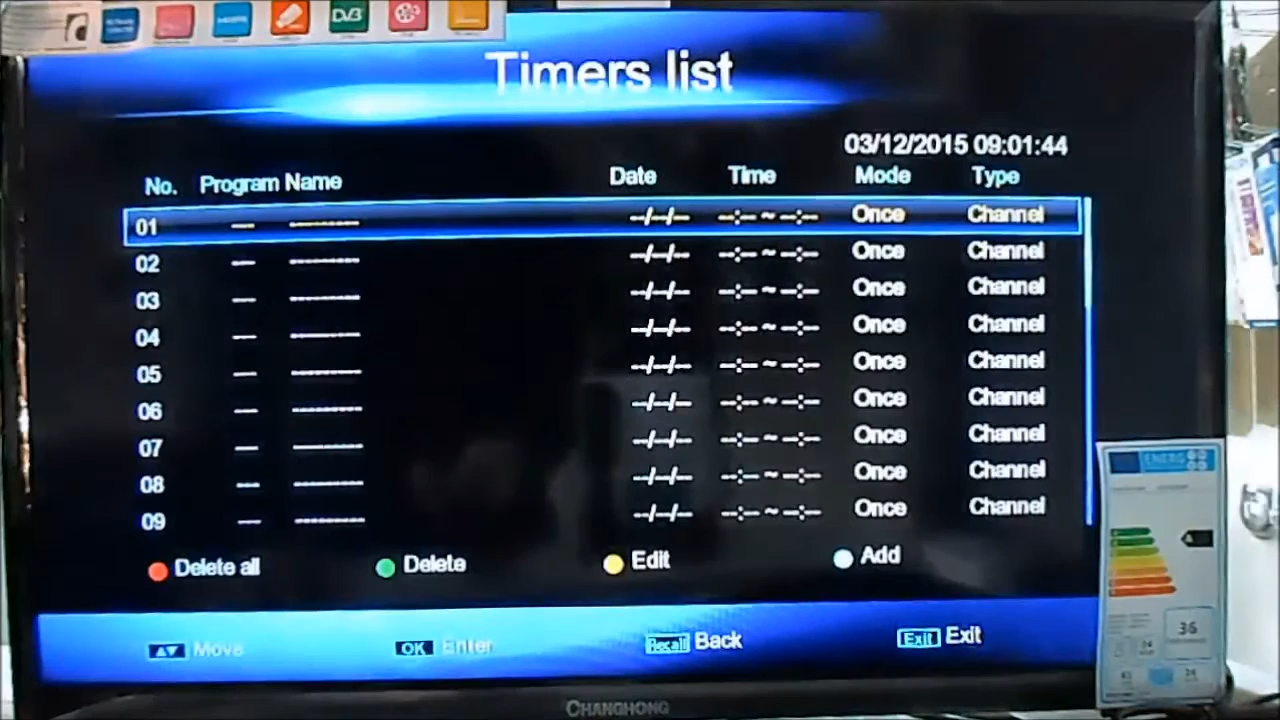 DVB
Timers list
03/12/2015 09:01:44
No. Program Name Date Time Mode Type
01 --- -------- --/--/-- --:-- ~ --:-- Once Channel
02 --- -------- --/--/-- --:-- ~ --:-- Once Channel
03 --- -------- --/--/-- --:-- ~ --:-- Once Channel
04 --- -------- --/--/-- --:-- ~ --:-- Once Channel
05 --- -------- --/--/-- --:-- ~ --:-- Once Channel
06 --- -------- --/--/-- --:-- ~ --:-- Once Channel
07 --- -------- --/--/-- --:-- ~ --:-- Once Channel
08 --- -------- --/--/-- --:-- ~ --:-- Once Channel
09 --- -------- --/--/-- --:-- ~ --:-- Once Channel
Delete all Delete Edit Add
▲▼ Move OK Enter Recall Back Exit Exit
CHANGHONG
ENERG
A
36